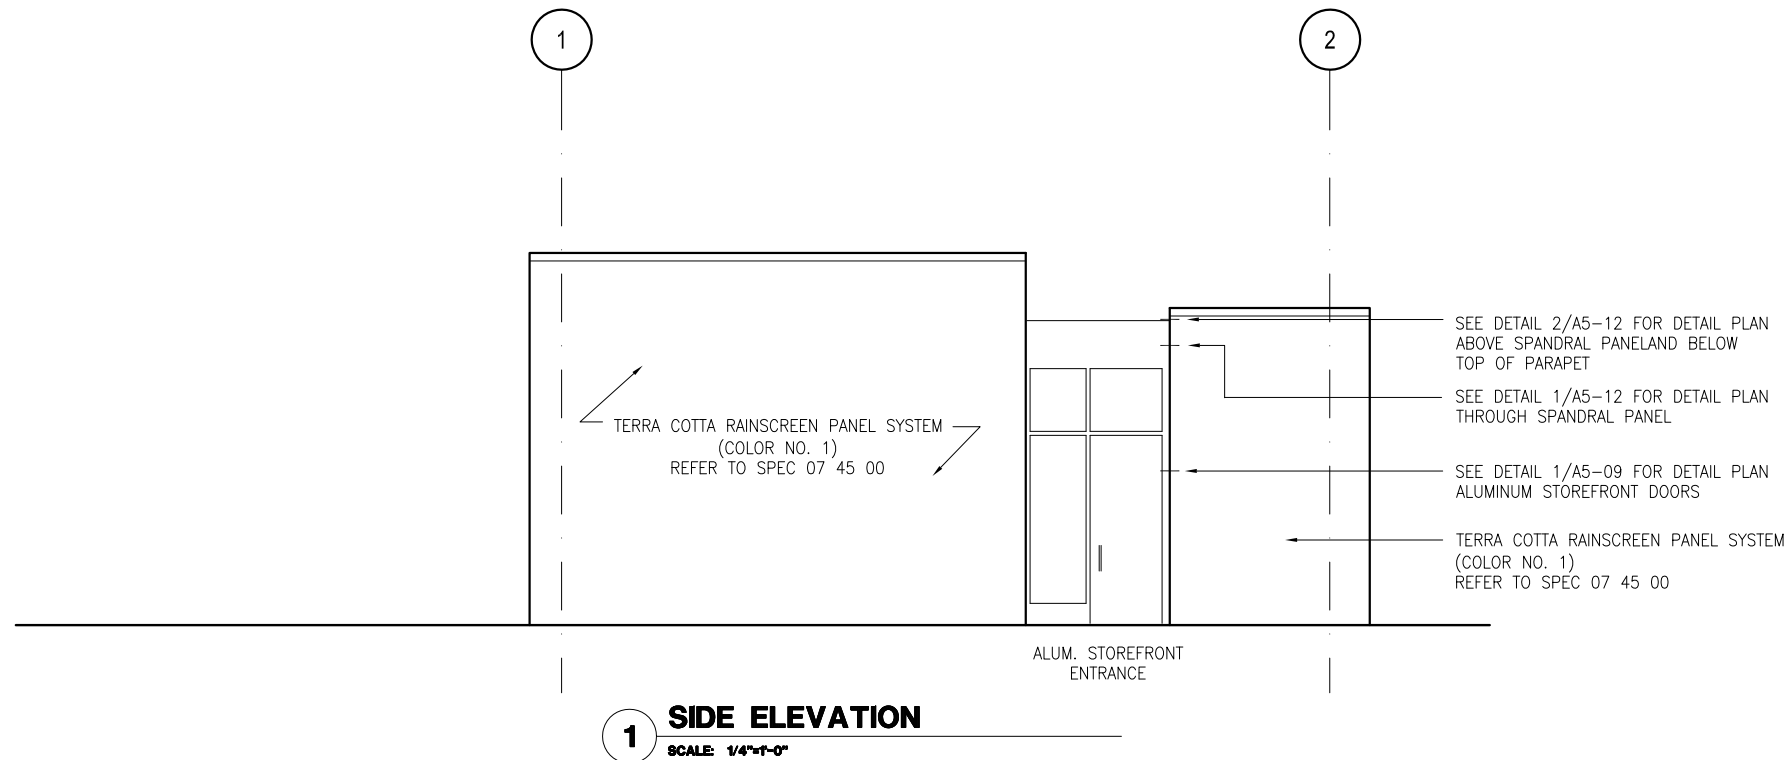 1
2
SEE DETAIL 2/A5-12 FOR DETAIL PLAN
ABOVE SPANDRAL PANELAND BELOW
TOP OF PARAPET
SEE DETAIL 1/A5-12 FOR DETAIL PLAN
THROUGH SPANDRAL PANEL
TERRA COTTA RAINSCREEN PANEL SYSTEM
(COLOR NO. 1)
REFER TO SPEC 07 45 00
SEE DETAIL 1/A5-09 FOR DETAIL PLAN
ALUMINUM STOREFRONT DOORS
TERRA COTTA RAINSCREEN PANEL SYSTEM
(COLOR NO. 1)
REFER TO SPEC 07 45 00
ALUM. STOREFRONT
ENTRANCE
1
SIDE ELEVATION
SCALE: 1/4"=1'-0"